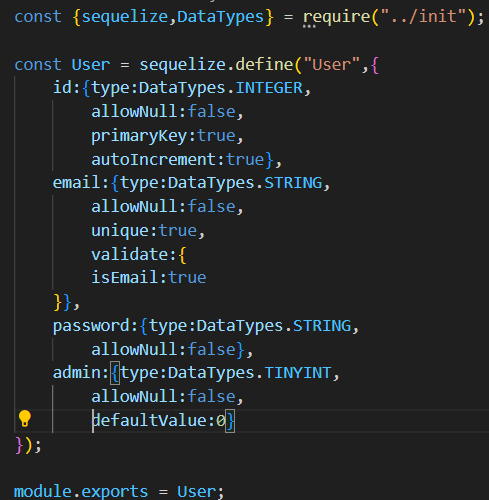 const {sequelize,DataTypes} = require("../init");

const User = sequelize.define("User",{
    id:{type:DataTypes.INTEGER,
        allowNull:false,
        primaryKey:true,
        autoIncrement:true},
    email:{type:DataTypes.STRING,
        allowNull:false,
        unique:true,
        validate:{
        isEmail:true
    }},
    password:{type:DataTypes.STRING,
        allowNull:false},
    admin:{type:DataTypes.TINYINT,
        allowNull:false,
        defaultValue:0}
});

module.exports = User;